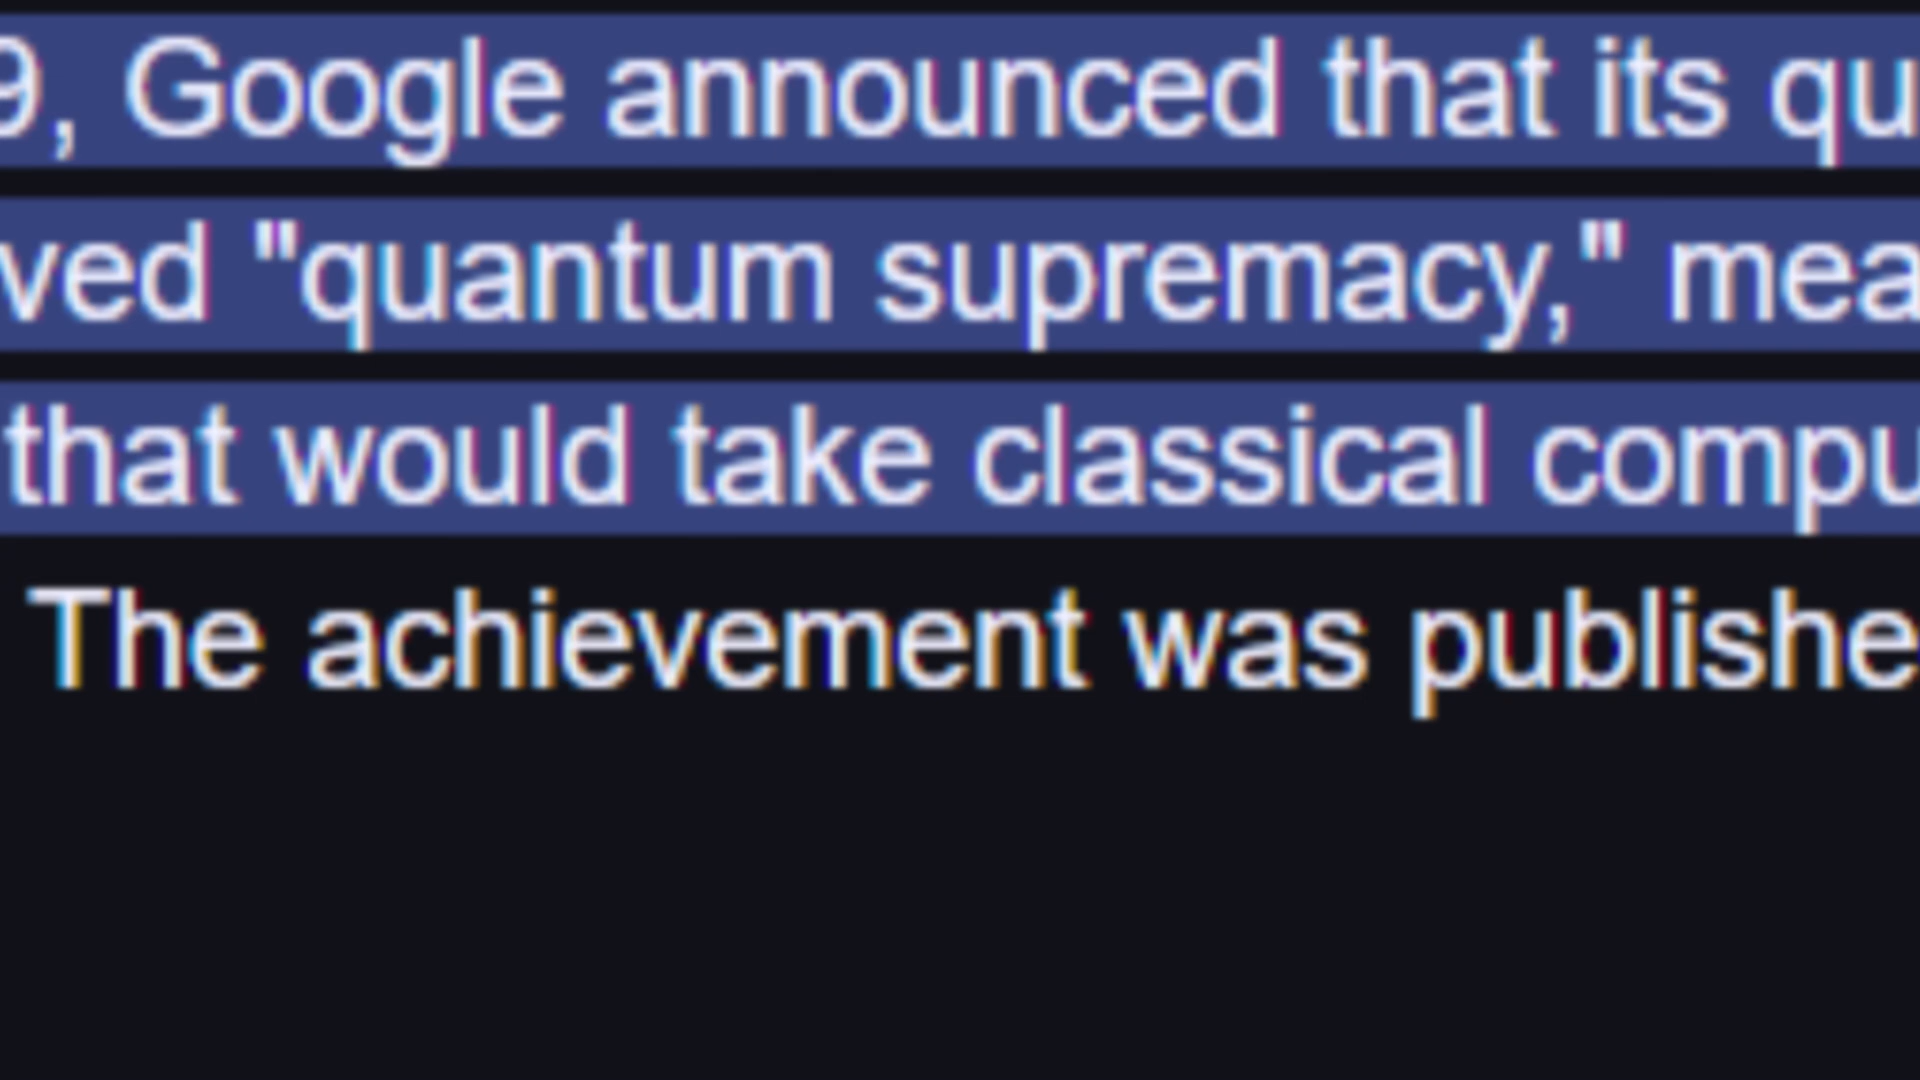 9, Google announced that its qu
ved "quantum supremacy," mea
that would take classical compu
The achievement was publishe